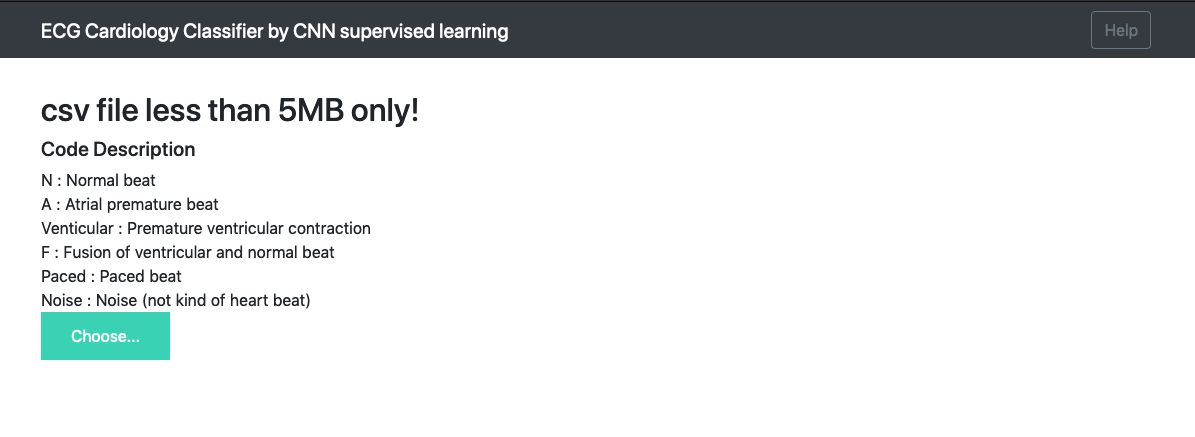 ECG Cardiology Classifier by CNN supervised learning
Help
csv file less than 5MB only!
Code Description
N : Normal beat
A : Atrial premature beat
Venticular : Premature ventricular contraction
F : Fusion of ventricular and normal beat
Paced : Paced beat
Noise : Noise (not kind of heart beat)
Choose...